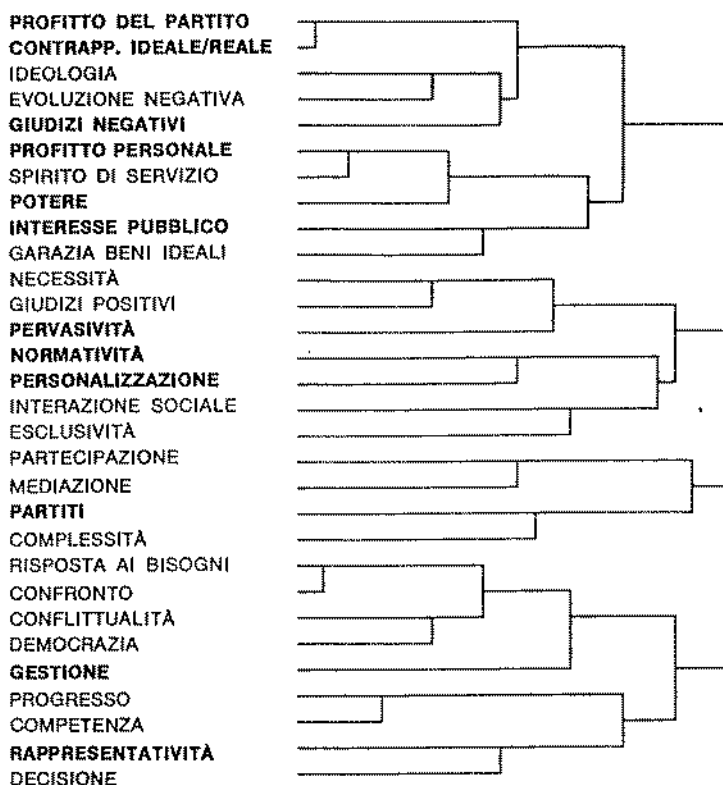 PROFITTO DEL PARTITO
CONTRAPP. IDEALE/REALE
IDEOLOGIA
EVOLUZIONE NEGATIVA
GIUDIZI NEGATIVI
PROFITTO PERSONALE
SPIRITO DI SERVIZIO
POTERE
INTERESSE PUBBLICO
GARAZIA BENI IDEALI
NECESSITÀ
GIUDIZI POSITIVI
PERVASIVITÀ
NORMATIVITÀ
PERSONALIZZAZIONE
INTERAZIONE SOCIALE
ESCLUSIVITÀ
PARTECIPAZIONE
MEDIAZIONE
PARTITI
COMPLESSITÀ
RISPOSTA AI BISOGNI
CONFRONTO
CONFLITTUALITÀ
DEMOCRAZIA
GESTIONE
PROGRESSO
COMPETENZA
RAPPRESENTATIVITÀ
DECISIONE